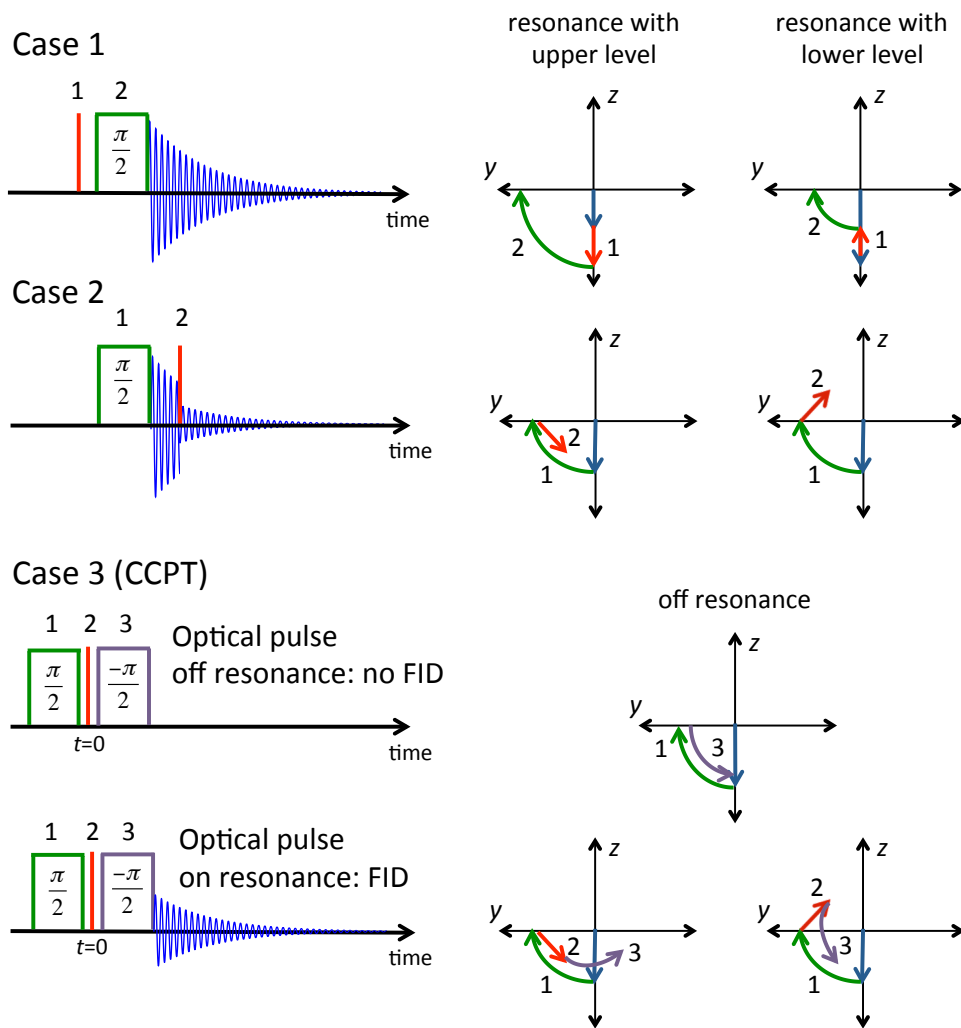 Case 1
resonance with
upper level
resonance with
lower level
1 2
π/2
time
z
y
2 1
z
y
2 1
Case 2
1 2
π/2
time
z
y
2
1
z
y
2
1
Case 3 (CCPT)
1 2 3
π/2
-π/2
Optical pulse
off resonance: no FID
t=0
time
off resonance
z
y
1 3
1 2 3
π/2
-π/2
Optical pulse
on resonance: FID
t=0
time
z
y
2 3
1
z
y
2
3
1